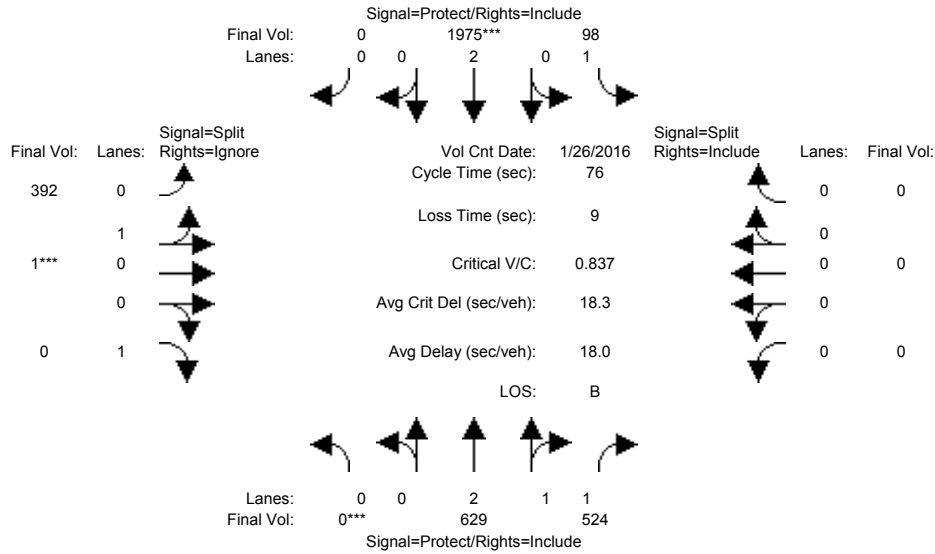 Signal=Protect/Rights=Include
Final Vol: 0 1975*** 98
Lanes: 0 0 2 0 1
Signal=Split
Final Vol: Lanes: Rights=Ignore
Vol Cnt Date: 1/26/2016
Signal=Split
Rights=Include Lanes: Final Vol:
Cycle Time (sec): 76
392 0
0 0
Loss Time (sec): 9
1
0
1*** 0
Critical V/C: 0.837
0 0
0
Avg Crit Del (sec/veh): 18.3
0
0 1
Avg Delay (sec/veh): 18.0
0 0
LOS: B
Lanes: 0 0 2 1 1
Final Vol: 0*** 629 524
Signal=Protect/Rights=Include